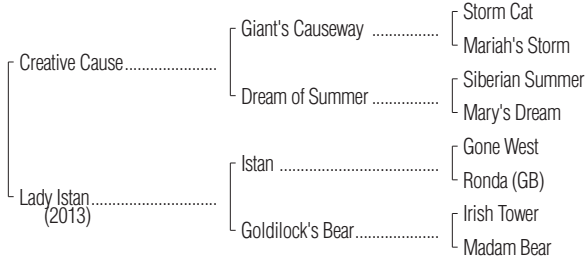 Storm Cat
Giant's Causeway ................
Mariah's Storm
Creative Cause......................
Siberian Summer
Dream of Summer ................
Mary's Dream
Gone West
Istan ......................................
Ronda (GB)
Lady Istan..............................
(2013)
Irish Tower
Goldilock's Bear....................
Madam Bear